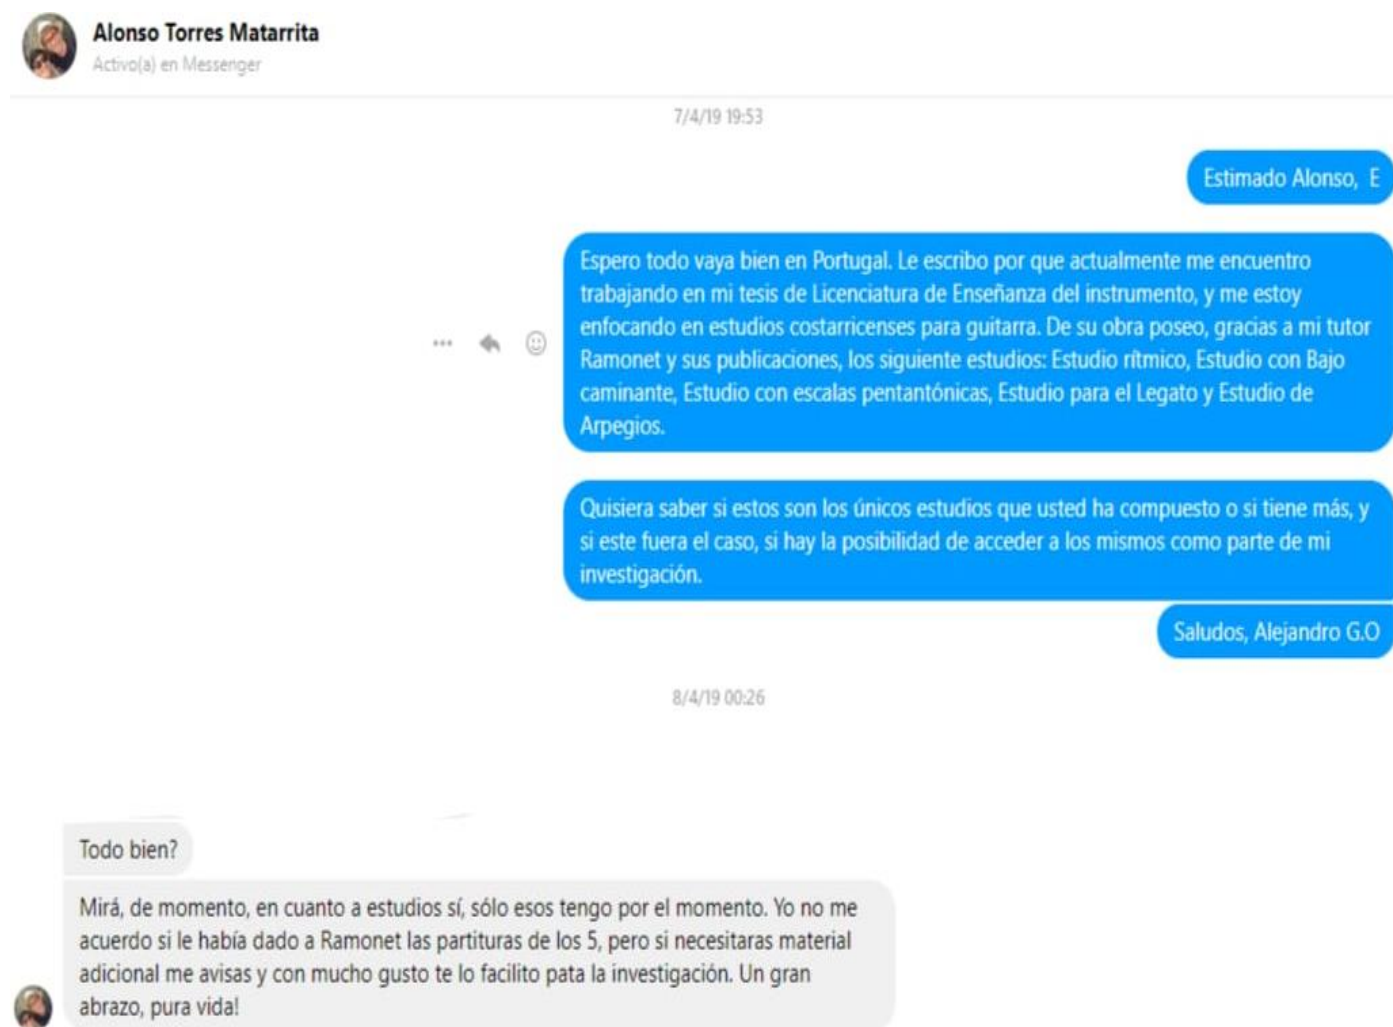 Alonso Torres Matarrita
Activo(a) en Messenger
7/4/19 19:53
Estimado Alonso, E
Espero todo vaya bien en Portugal. Le escribo por que actualmente me encuentro
trabajando en mi tesis de Licenciatura de Enseñanza del instrumento, y me estoy
enfocando en estudios costarricenses para guitarra. De su obra poseo, gracias a mi tutor
Ramonet y sus publicaciones, los siguiente estudios: Estudio rítmico, Estudio con Bajo
caminante, Estudio con escalas pentantónicas, Estudio para el Legato y Estudio de
Arpegios.
Quisiera saber si estos son los únicos estudios que usted ha compuesto o si tiene más, y
si este fuera el caso, si hay la posibilidad de acceder a los mismos como parte de mi
investigación.
Saludos, Alejandro G.O
8/4/19 00:26
Todo bien?
Mirá, de momento, en cuanto a estudios sí, sólo esos tengo por el momento. Yo no me
acuerdo si le había dado a Ramonet las partituras de los 5, pero si necesitaras material
adicional me avisas y con mucho gusto te lo facilito pata la investigación. Un gran
abrazo, pura vida!